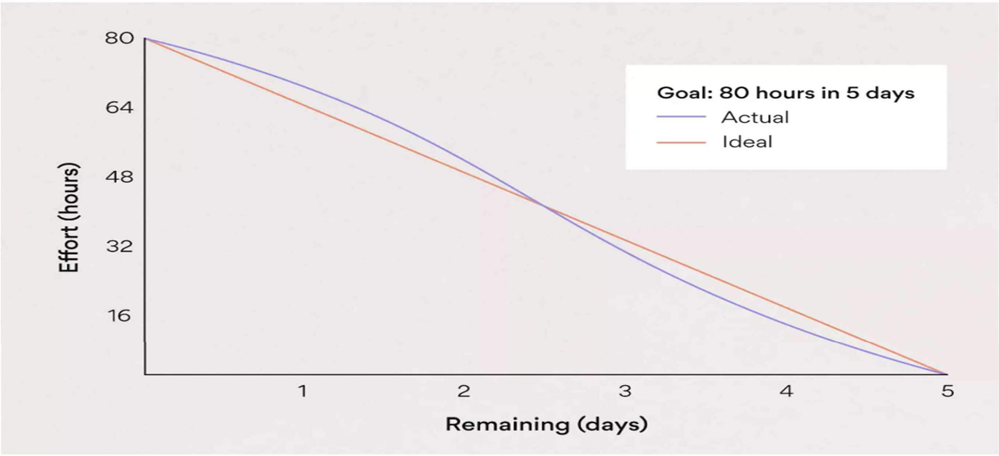 80
64
48
32
16
Effort (hours)
Goal: 80 hours in 5 days
Actual
Ideal
1 2 3 4 5
Remaining (days)